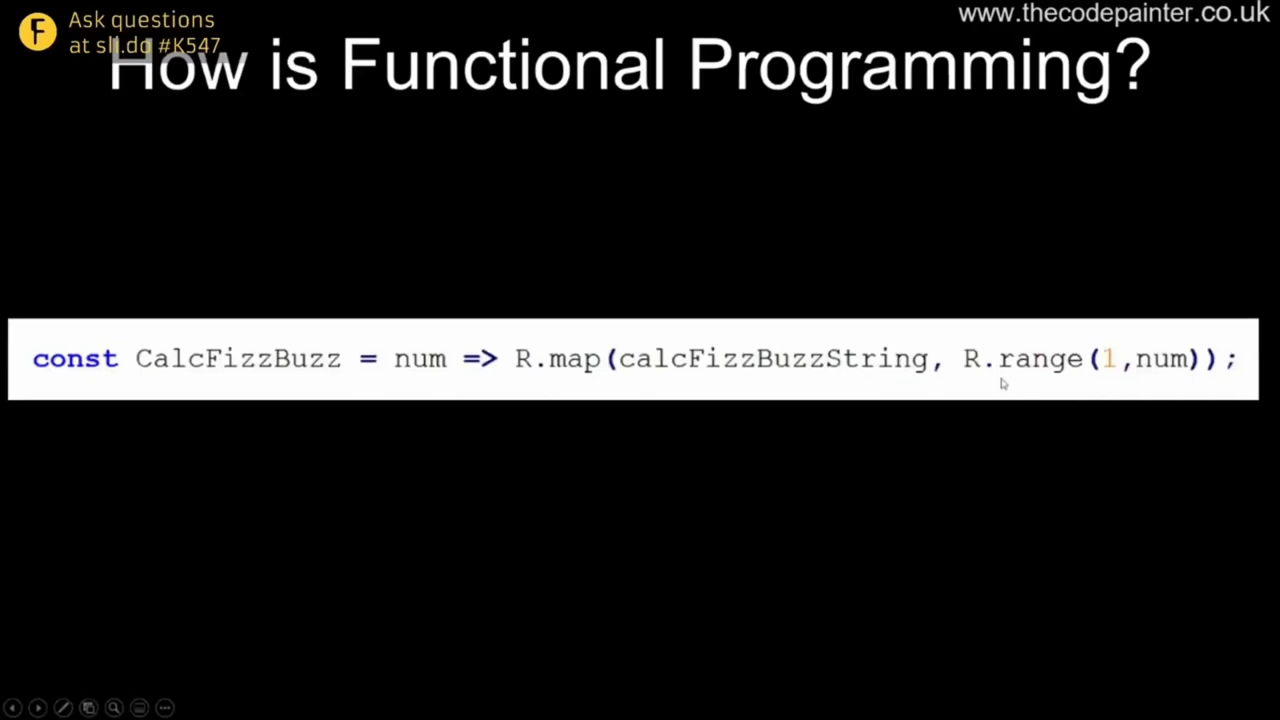 Ask questions
at sli.do #K547
www.thecodepainter.co.uk
How is Functional Programming?
const CalcFizzBuzz = num => R.map(calcFizzBuzzString, R.range(1,num));